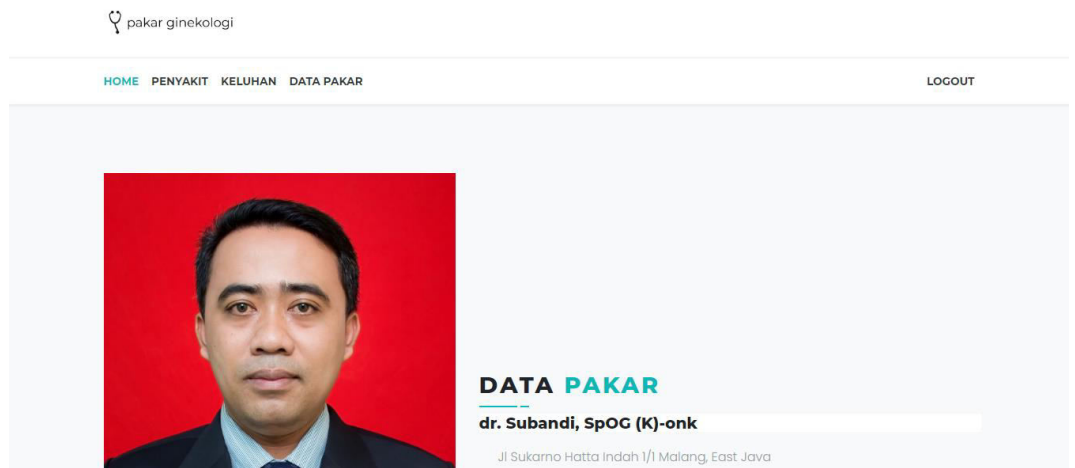 pakar ginekologi
HOME PENYAKIT KELUHAN DATA PAKAR LOGOUT
DATA PAKAR
dr. Subandi, SpOG (K)-onk
Jl Sukarno Hatta Indah 1/1 Malang, East Java